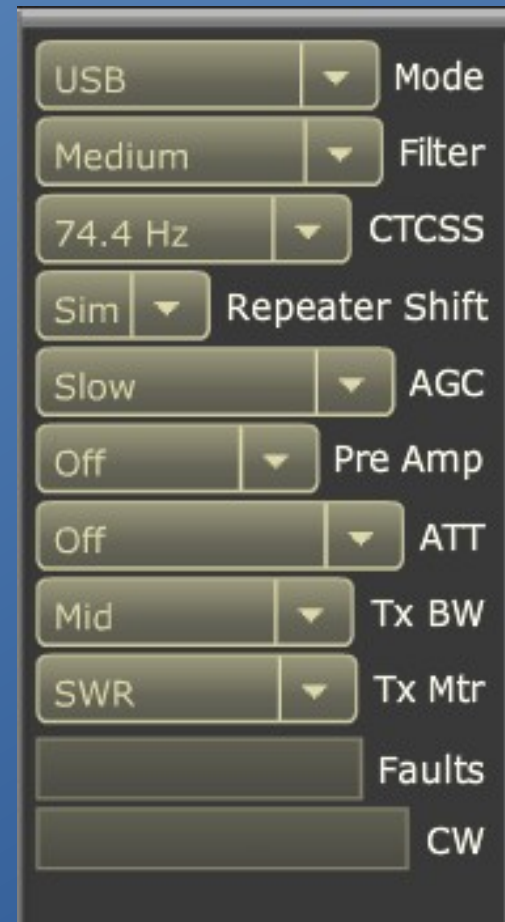 USB Mode
Medium Filter
74.4 Hz CTCSS
Sim Repeater Shift
Slow AGC
Off Pre Amp
Off ATT
Mid Tx BW
SWR Tx Mtr
Faults
CW